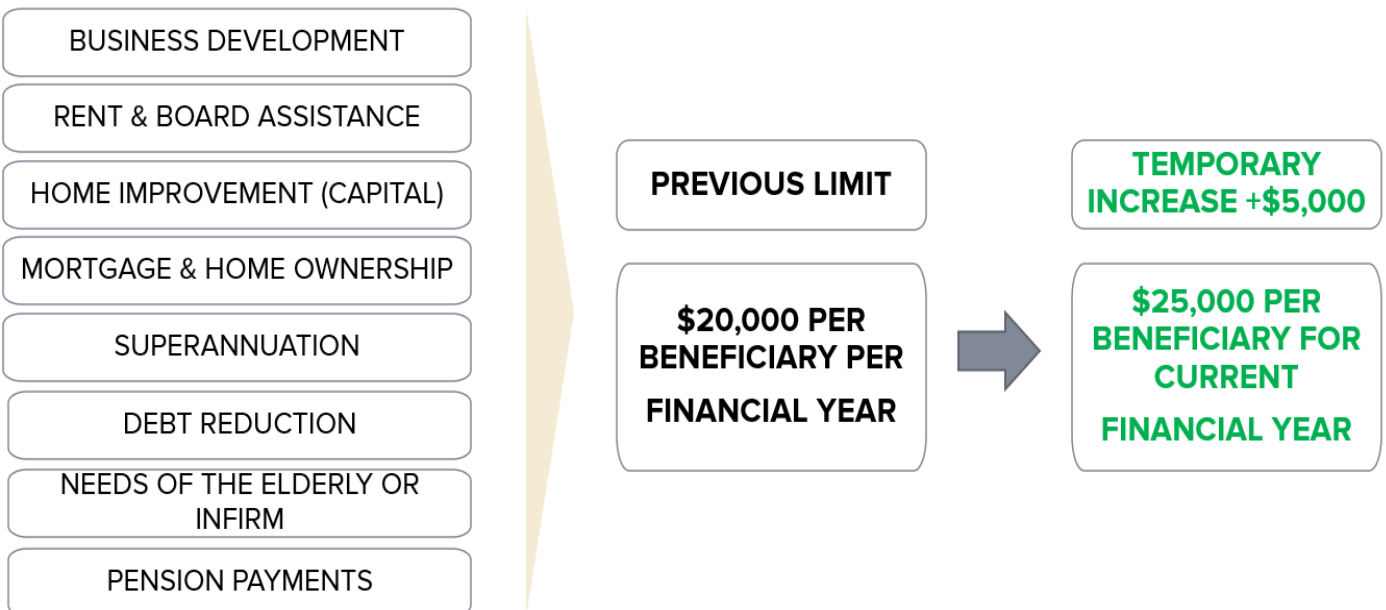 BUSINESS DEVELOPMENT
RENT & BOARD ASSISTANCE
HOME IMPROVEMENT (CAPITAL)
MORTGAGE & HOME OWNERSHIP
SUPERANNUATION
DEBT REDUCTION
NEEDS OF THE ELDERLY OR
INFIRM
PENSION PAYMENTS
PREVIOUS LIMIT
$20,000 PER
BENEFICIARY PER
FINANCIAL YEAR
TEMPORARY
INCREASE +$5,000
$25,000 PER
BENEFICIARY FOR
CURRENT
FINANCIAL YEAR